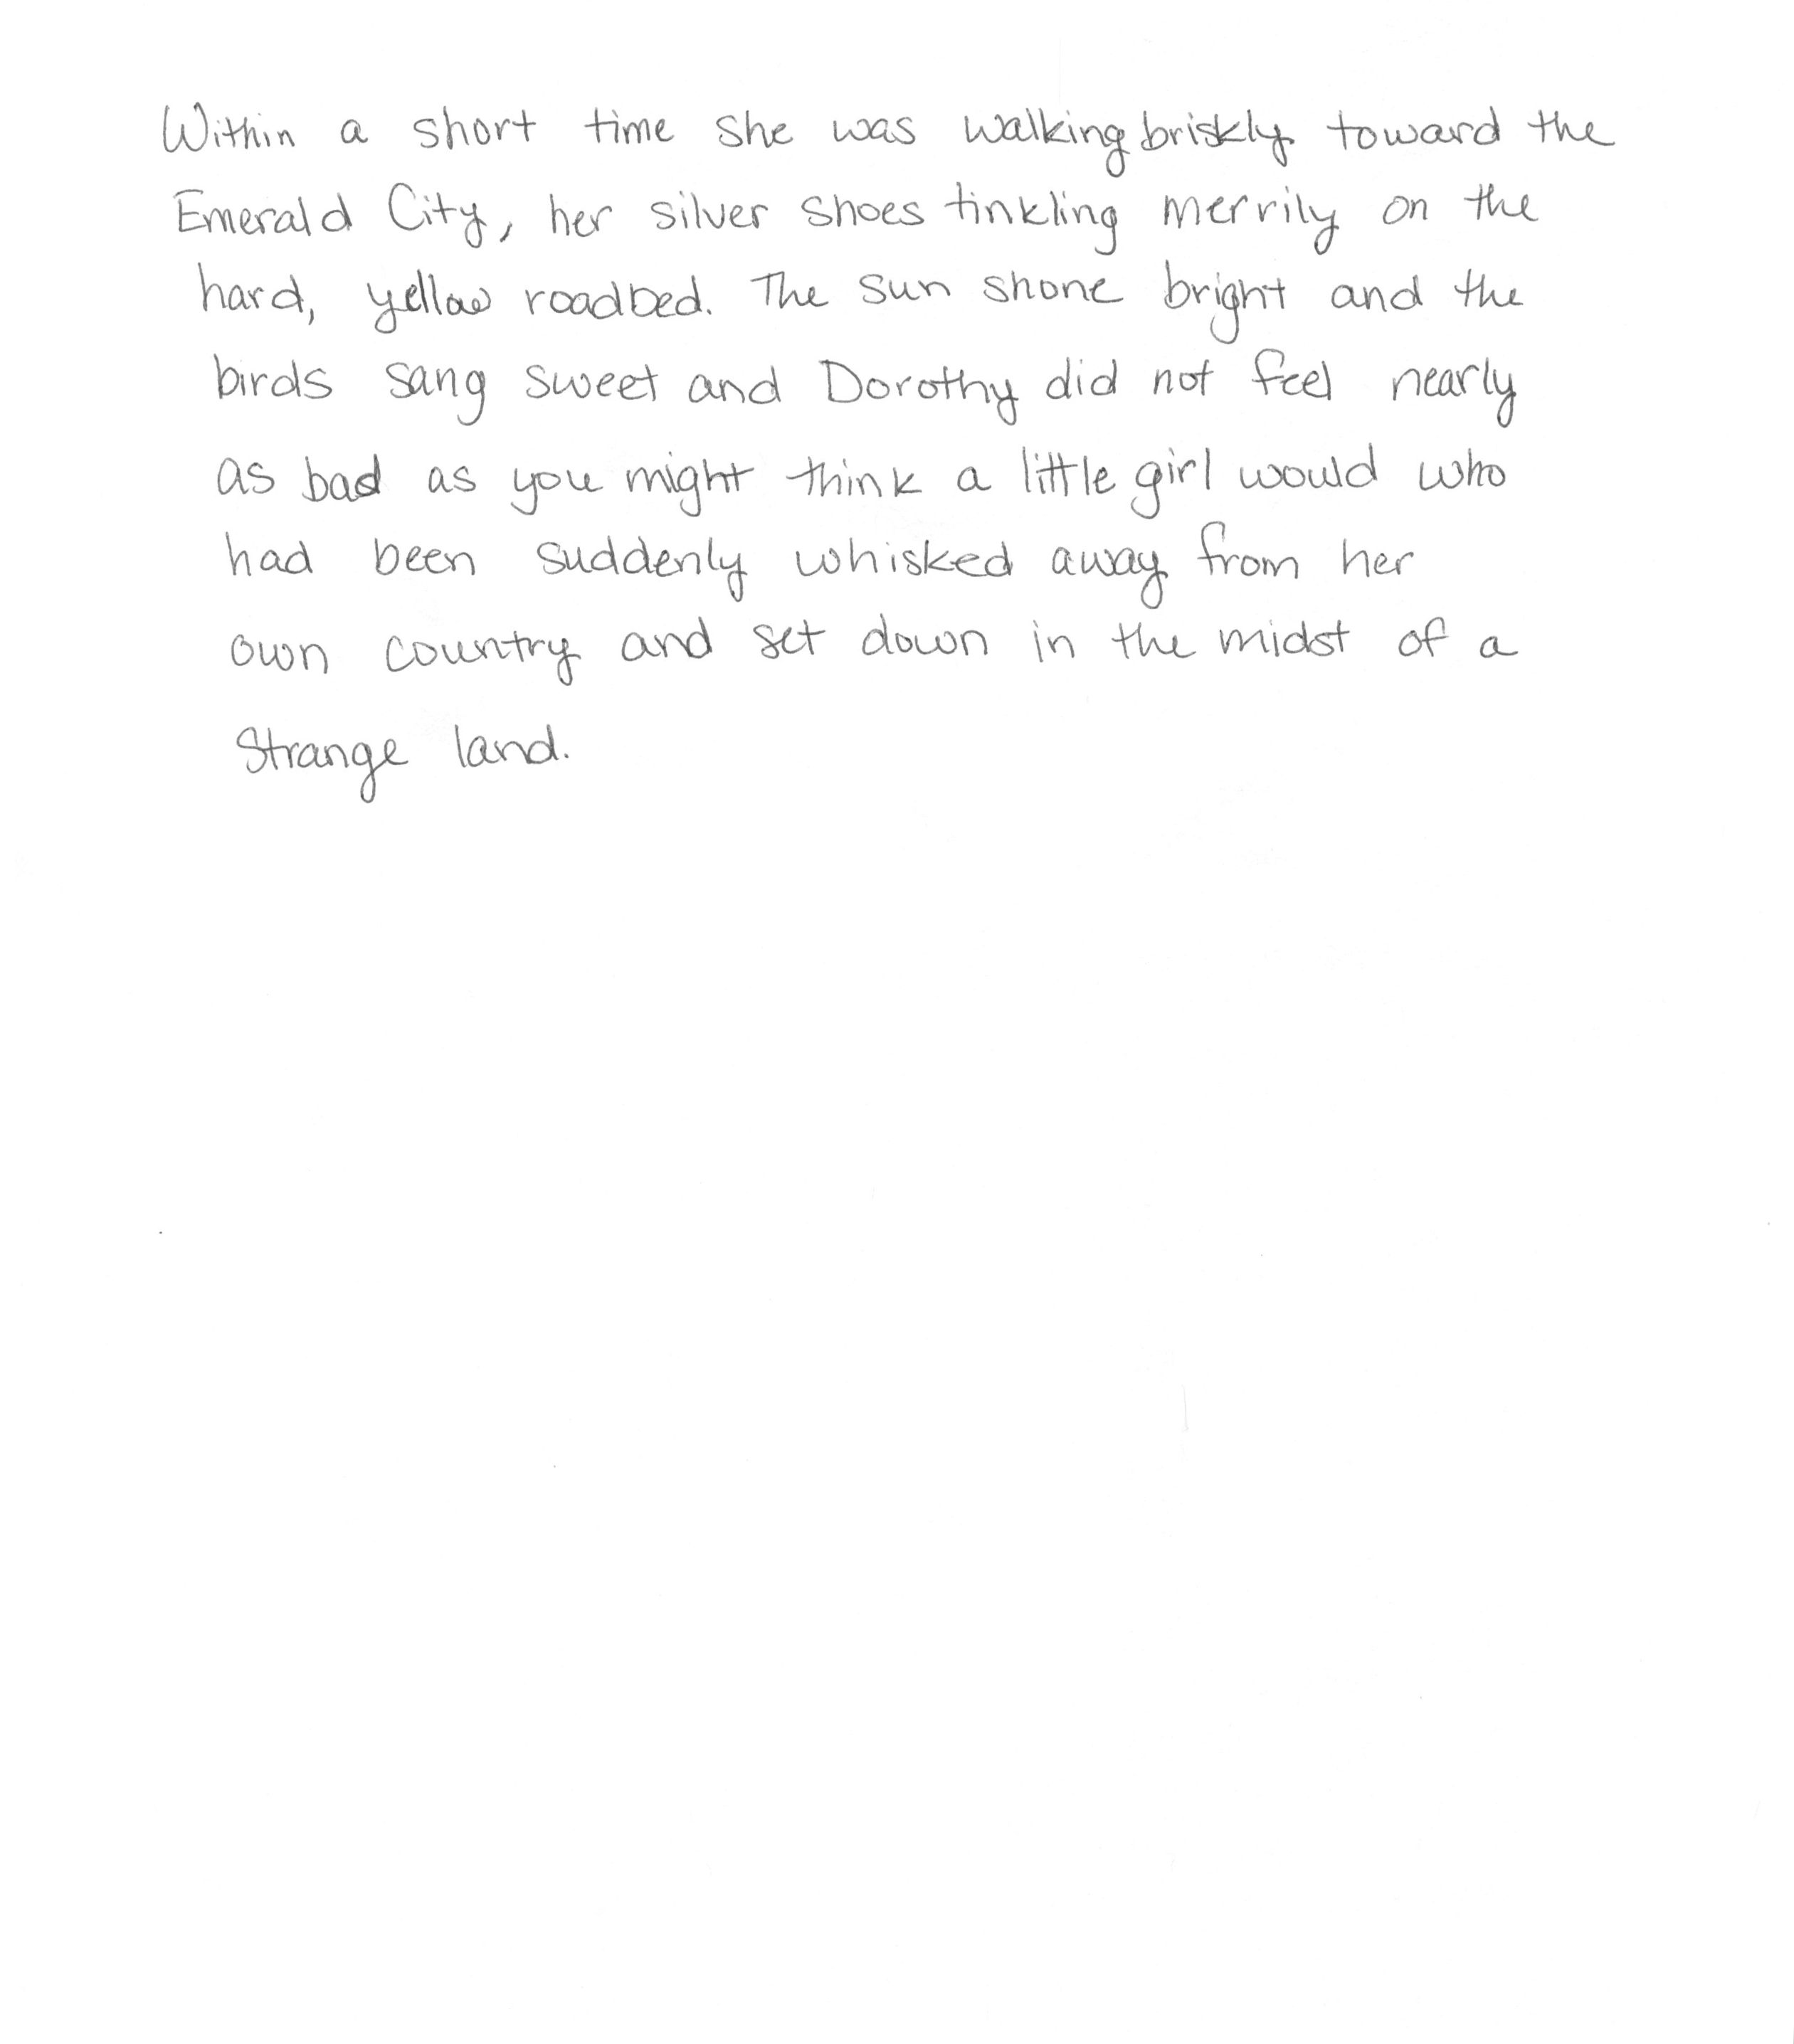 Within a short time she was walking briskly toward the
Emerald City, her silver shoes tinkling merrily on the
hard, yellow roadbed. The sun shone bright and the
birds sang sweet and Dorothy did not feel nearly
as bad as you might think a little girl would who
had been suddenly whisked away from her
own country and set down in the midst of a
strange land.